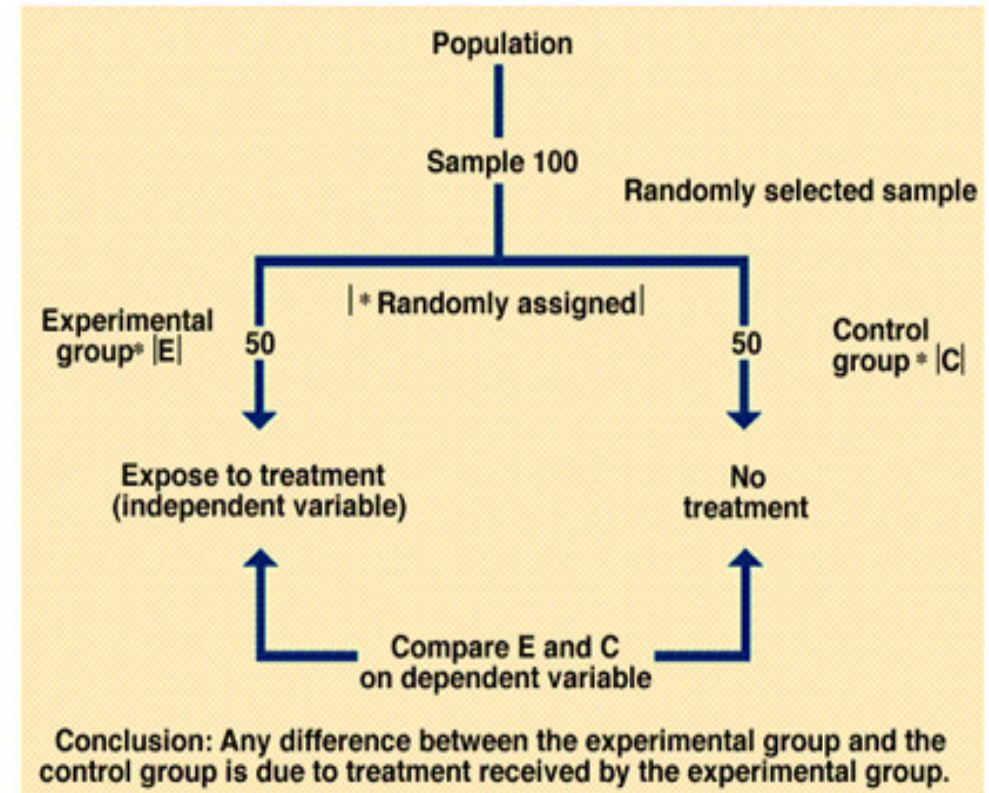 Population
Sample 100
Randomly selected sample
|* Randomly assigned|
Experimental
group* |E|
50
50
Control
group * |C|
Expose to treatment
(independent variable)
No
treatment
Compare E and C
on dependent variable
Conclusion: Any difference between the experimental group and the
control group is due to treatment received by the experimental group.